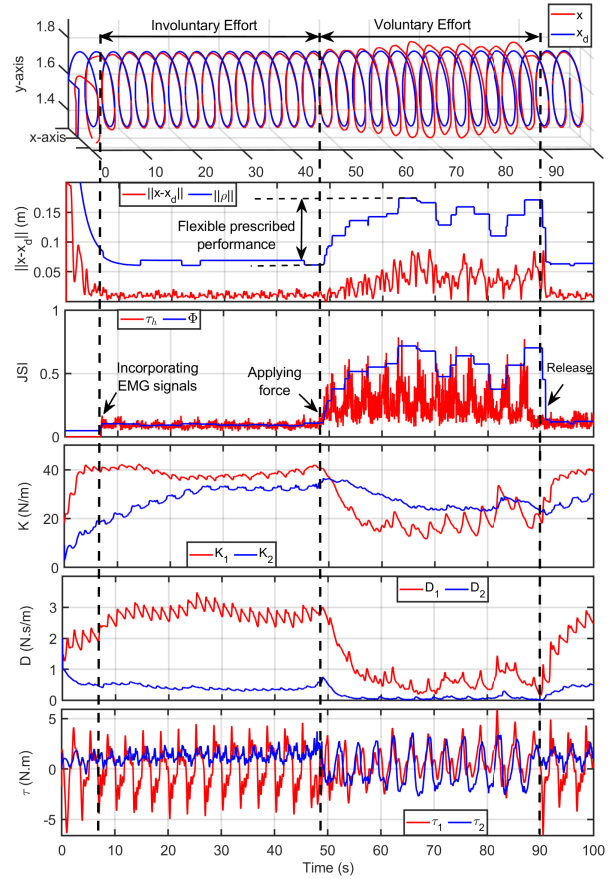 Involuntary Effort
Voluntary Effort
x
x_d
1.8
1.6
1.4
y-axis
x-axis
0 10 20 30 40 50 60 70 80 90
||x-x_d|| ||ρ||
||x-x_d|| (m)
0.15
0.1
0.05
Flexible prescribed
performance
τ_h Φ
JSI
1
0.5
0
Incorporating
EMG signals
Applying
force
Release
K (N/m)
40
20
0
K_1 K_2
D (N.s/m)
3
2
1
0
D_1 D_2
τ (N.m)
5
0
-5
τ_1 τ_2
0 10 20 30 40 50 60 70 80 90 100
Time (s)